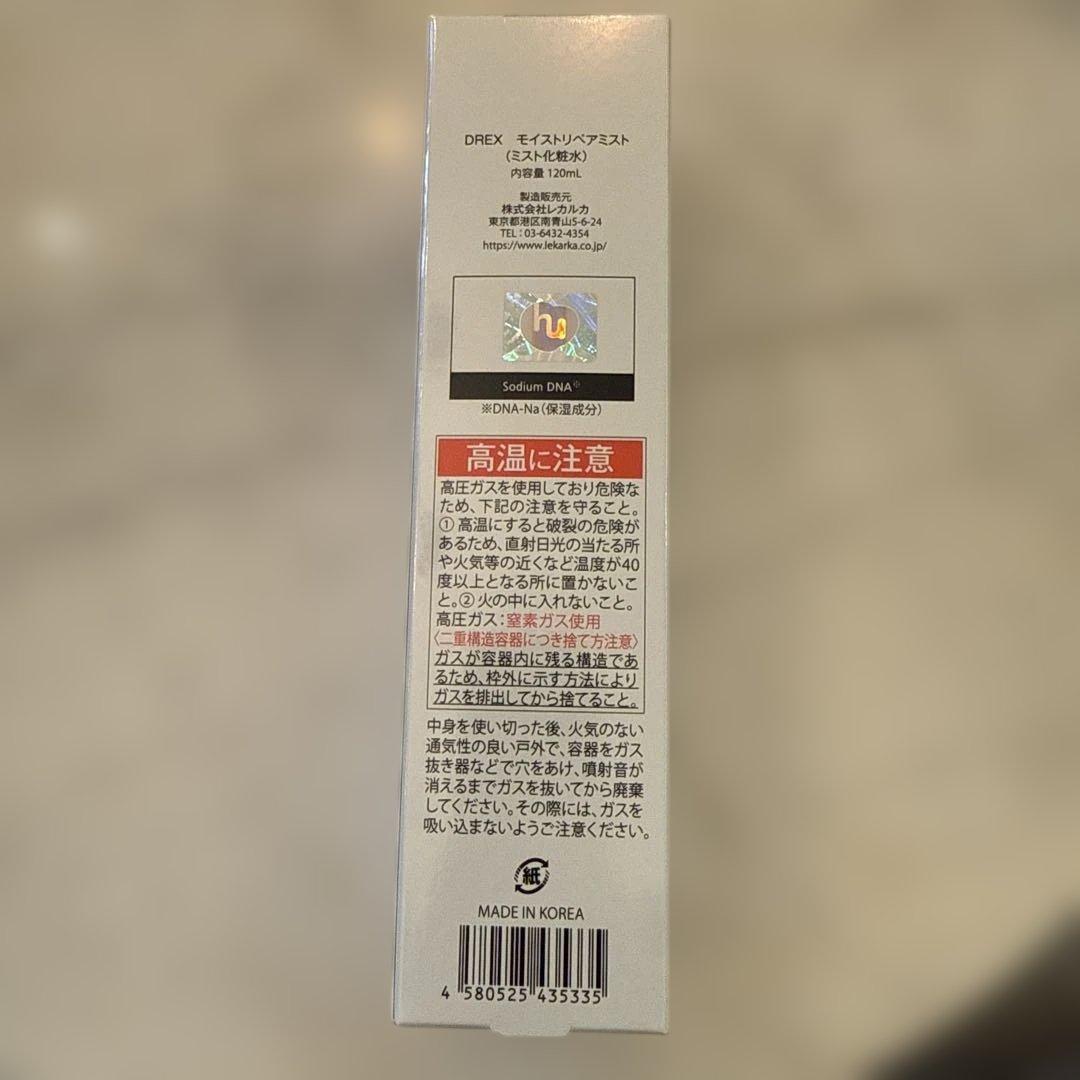 DREX モイストリペアミスト
(ミスト化粧水)
内容量 120mL
製造販売元
株式会社レカルカ
東京都港区南青山5-6-24
TEL:03-6432-4354
https://www.lekarka.co.jp/
hu
Sodium DNA※
※DNA-Na(保湿成分)
高温に注意
高圧ガスを使用しており危険な
ため、下記の注意を守ること。
①高温にすると破裂の危険が
あるため、直射日光の当たる所
や火気等の近くなど温度が40
度以上となる所に置かないこ
と。②火の中に入れないこと。
高圧ガス:窒素ガス使用
〈二重構造容器につき捨て方注意〉
ガスが容器内に残る構造であ
るため、枠外に示す方法により
ガスを排出してから捨てること。
中身を使い切った後、火気のない
通気性の良い戸外で、容器をガス
抜き器などで穴をあけ、噴射音が
消えるまでガスを抜いてから廃棄
してください。その際には、ガスを
吸い込まないようご注意ください。
紙
MADE IN KOREA
4 580525 435335